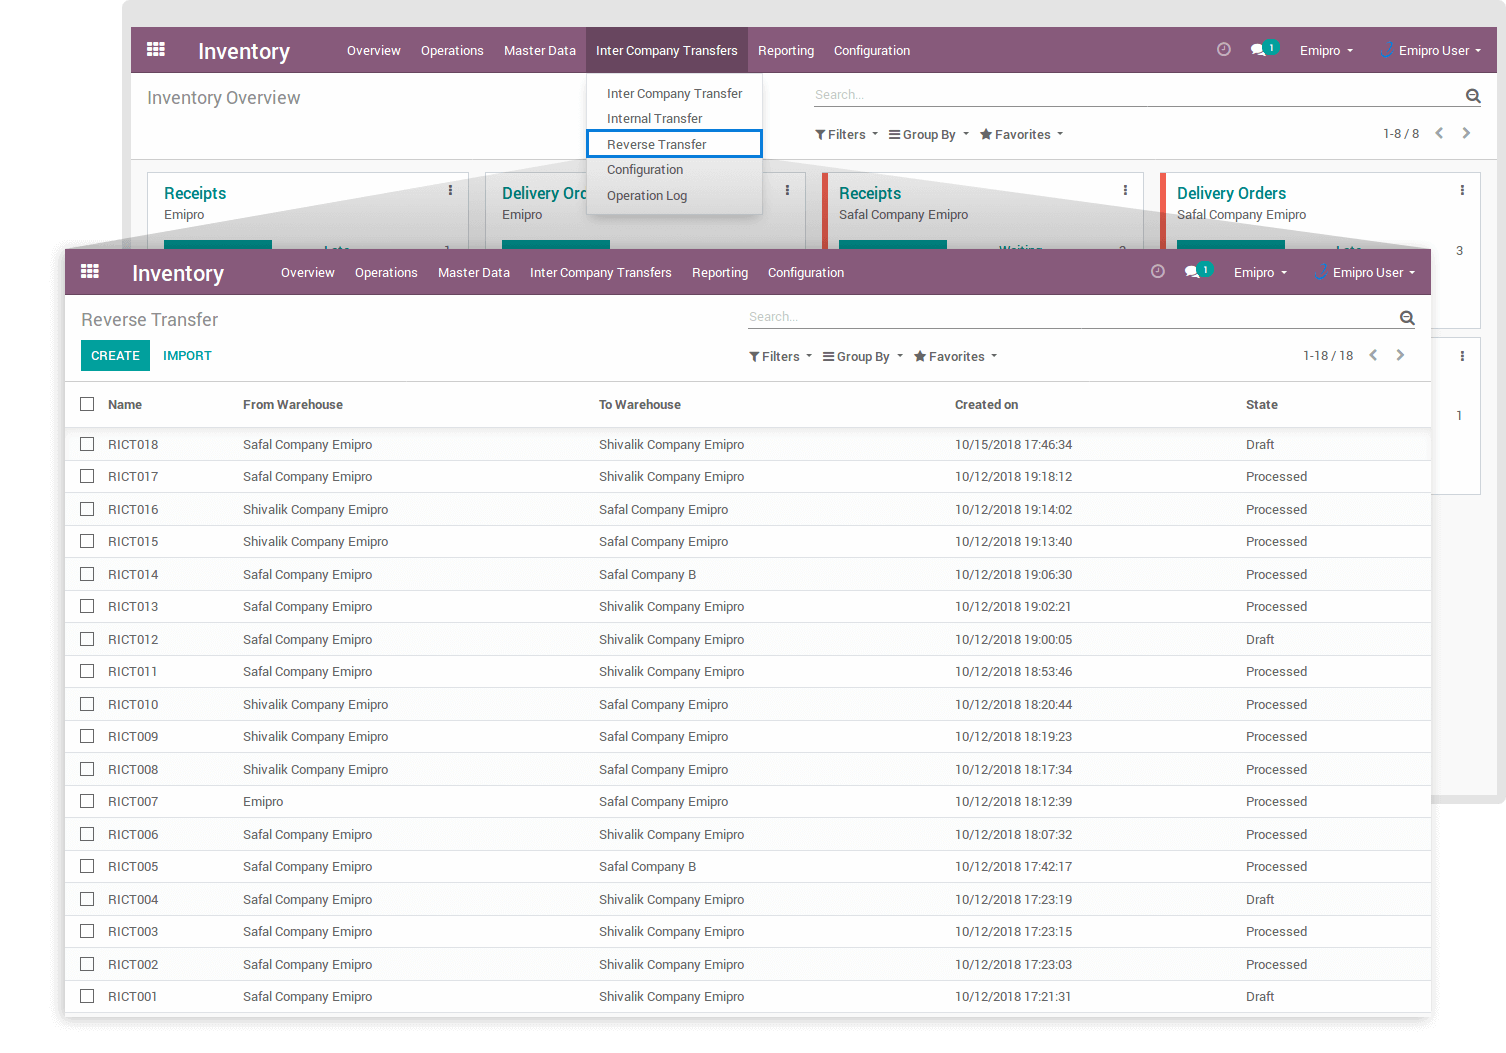 Inventory Overview Operations Master Data Inter Company Transfers Reporting Configuration 1 Emipro Emipro User
Inventory Overview
Search...
Inter Company Transfer
Internal Transfer
Reverse Transfer
Configuration
Operation Log
Filters Group By Favorites 1-8 / 8
Receipts
Emipro
Delivery Ord
Emipro
Receipts
Safal Company Emipro
Delivery Orders
Safal Company Emipro
3
1
Inventory Overview Operations Master Data Inter Company Transfers Reporting Configuration 1 Emipro Emipro User
Reverse Transfer
Search...
CREATE IMPORT
Filters Group By Favorites 1-18 / 18
Name From Warehouse To Warehouse Created on State
RICT018 Safal Company Emipro Shivalik Company Emipro 10/15/2018 17:46:34 Draft
RICT017 Safal Company Emipro Shivalik Company Emipro 10/12/2018 19:18:12 Processed
RICT016 Shivalik Company Emipro Safal Company Emipro 10/12/2018 19:14:02 Processed
RICT015 Shivalik Company Emipro Safal Company Emipro 10/12/2018 19:13:40 Processed
RICT014 Safal Company Emipro Safal Company B 10/12/2018 19:06:30 Processed
RICT013 Safal Company Emipro Shivalik Company Emipro 10/12/2018 19:02:21 Processed
RICT012 Safal Company Emipro Shivalik Company Emipro 10/12/2018 19:00:05 Draft
RICT011 Safal Company Emipro Shivalik Company Emipro 10/12/2018 18:53:46 Processed
RICT010 Shivalik Company Emipro Safal Company Emipro 10/12/2018 18:20:44 Processed
RICT009 Shivalik Company Emipro Safal Company Emipro 10/12/2018 18:19:23 Processed
RICT008 Shivalik Company Emipro Safal Company Emipro 10/12/2018 18:17:34 Processed
RICT007 Emipro Safal Company Emipro 10/12/2018 18:12:39 Processed
RICT006 Safal Company Emipro Shivalik Company Emipro 10/12/2018 18:07:32 Processed
RICT005 Safal Company Emipro Safal Company B 10/12/2018 17:42:17 Processed
RICT004 Safal Company Emipro Shivalik Company Emipro 10/12/2018 17:23:19 Draft
RICT003 Safal Company Emipro Shivalik Company Emipro 10/12/2018 17:23:15 Processed
RICT002 Safal Company Emipro Shivalik Company Emipro 10/12/2018 17:23:03 Processed
RICT001 Safal Company Emipro Shivalik Company Emipro 10/12/2018 17:21:31 Draft